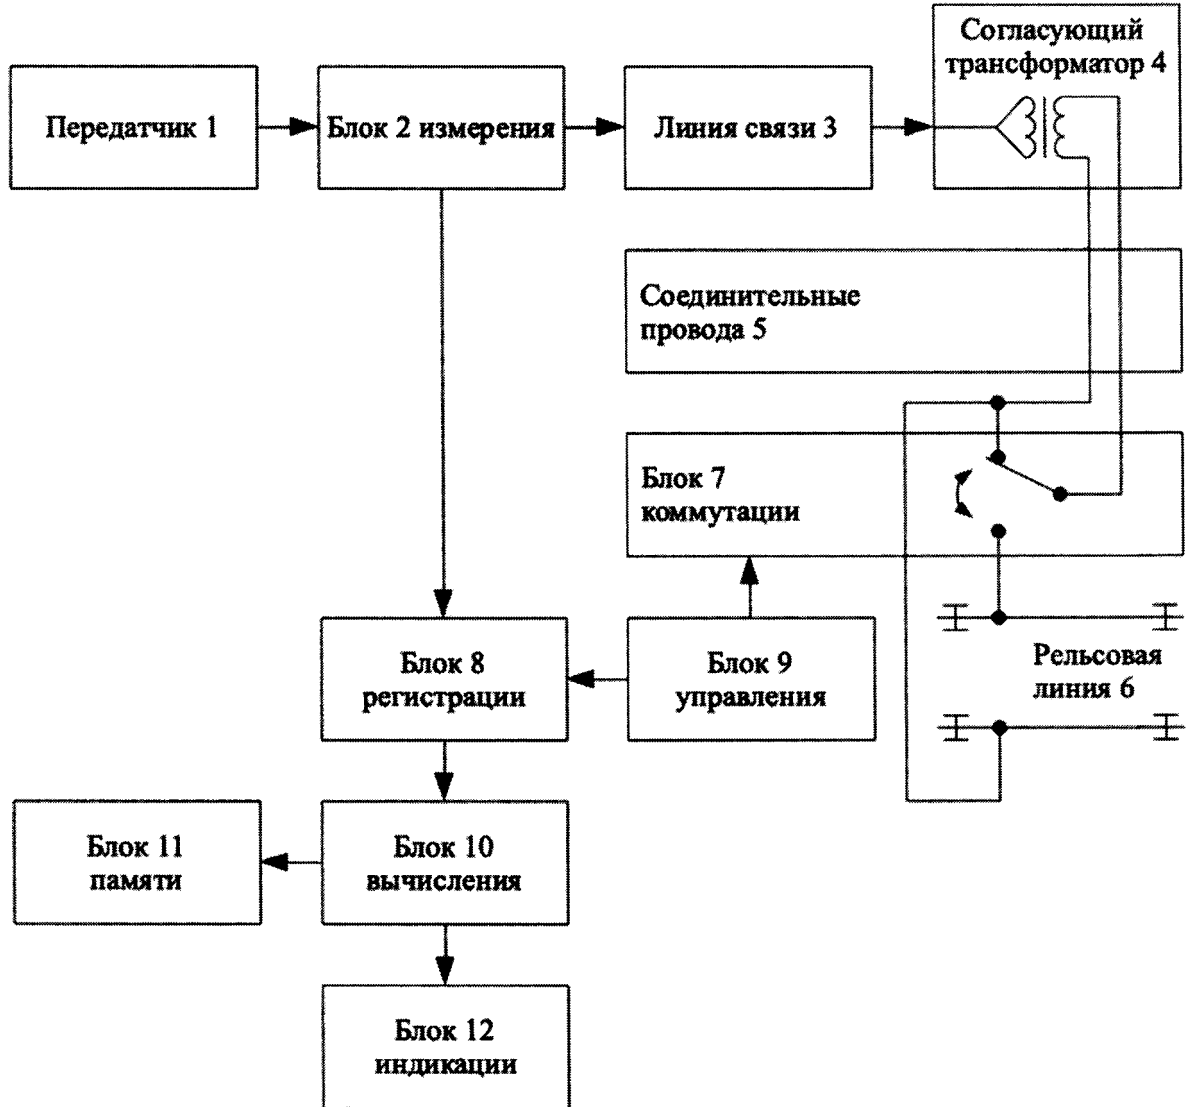 Согласующий
трансформатор 4
Передатчик 1
Блок 2 измерения
Линия связи 3
Соединительные
провода 5
Блок 7
коммутации
Блок 8
регистрации
Блок 9
управления
Рельсовая
линия 6
Блок 11
памяти
Блок 10
вычисления
Блок 12
индикации